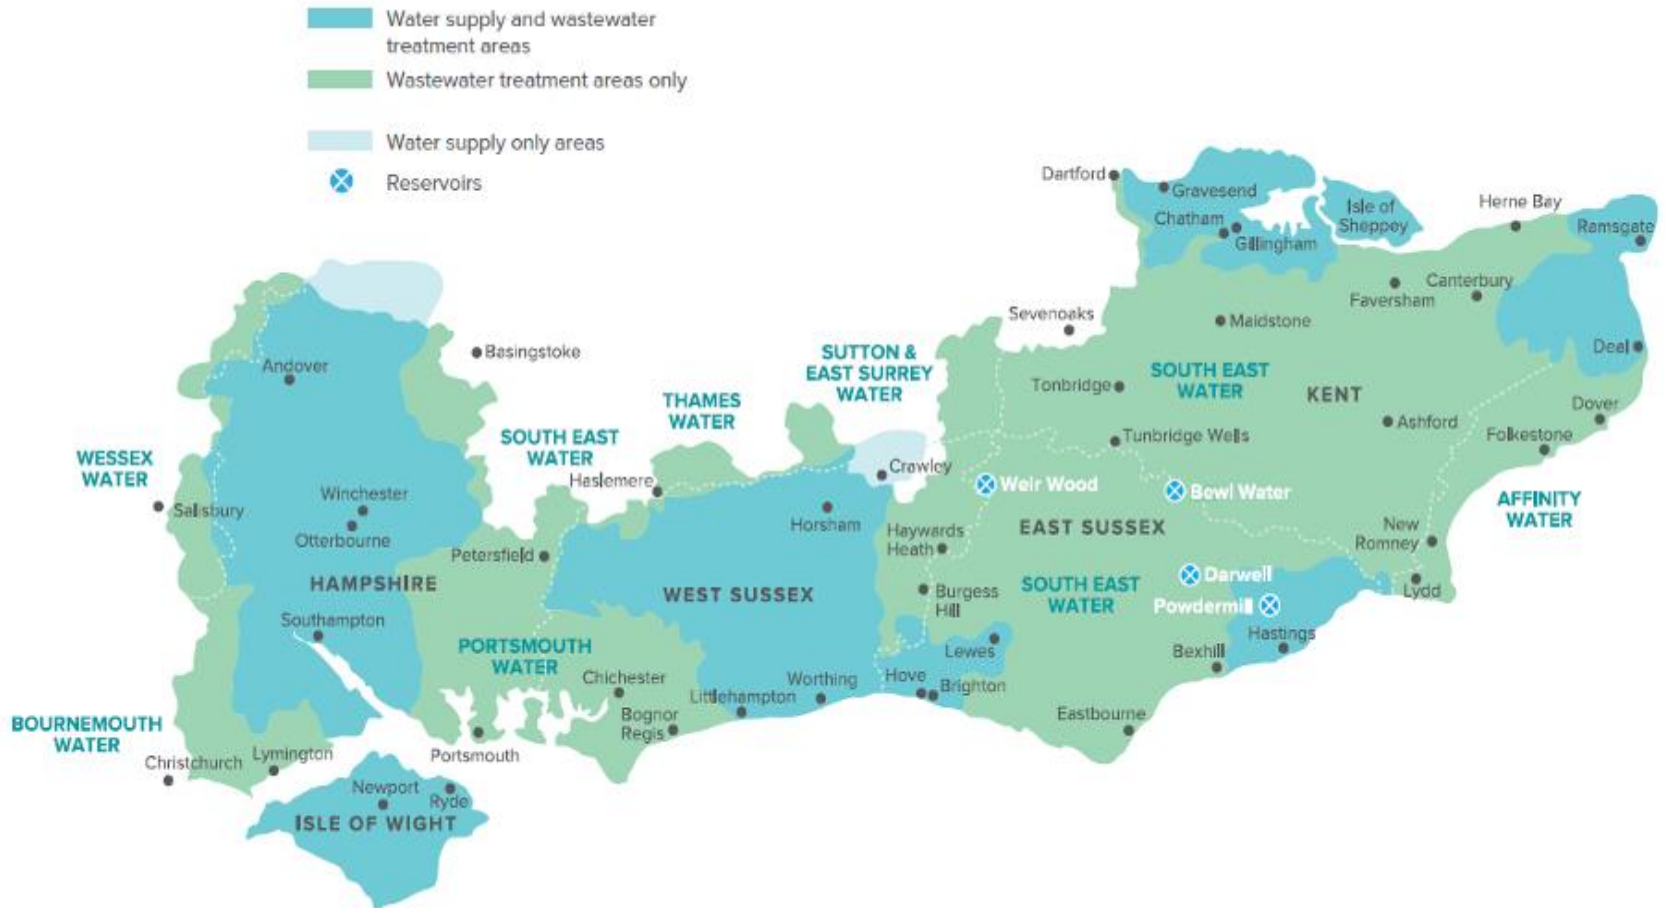 Water supply and wastewater
treatment areas
Wastewater treatment areas only
Water supply only areas
Reservoirs
Dartford
Gravesend
Chatham
Gillingham
Isle of
Sheppey
Herne Bay
Ramsgate
Faversham
Canterbury
Sevenoaks
Maidstone
Deal
Basingstoke
Andover
SUTTON &
EAST SURREY
WATER
Tonbridge
SOUTH EAST
WATER
KENT
THAMES
WATER
Dover
Ashford
Folkestone
Tunbridge Wells
SOUTH EAST
WATER
WESSEX
WATER
Haslemere
Crawley
Weir Wood
Bewl Water
AFFINITY
WATER
Salisbury
Winchester
Otterbourne
Horsham
Haywards
Heath
EAST SUSSEX
New
Romney
Petersfield
HAMPSHIRE
WEST SUSSEX
Burgess
Hill
SOUTH EAST
WATER
Darwell
Powdermill
Lydd
Southampton
PORTSMOUTH
WATER
Lewes
Hastings
Bexhill
Chichester
Littlehampton
Worthing
Hove
Brighton
Bognor
Regis
Eastbourne
BOURNEMOUTH
WATER
Christchurch
Lymington
Portsmouth
Newport
Ryde
ISLE OF WIGHT